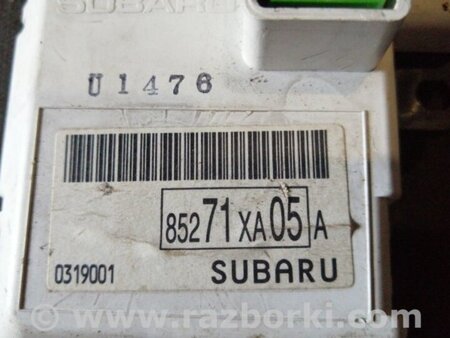 SUBARU
U1476
85271XA05A
0319001 SUBARU
www.razborki.com